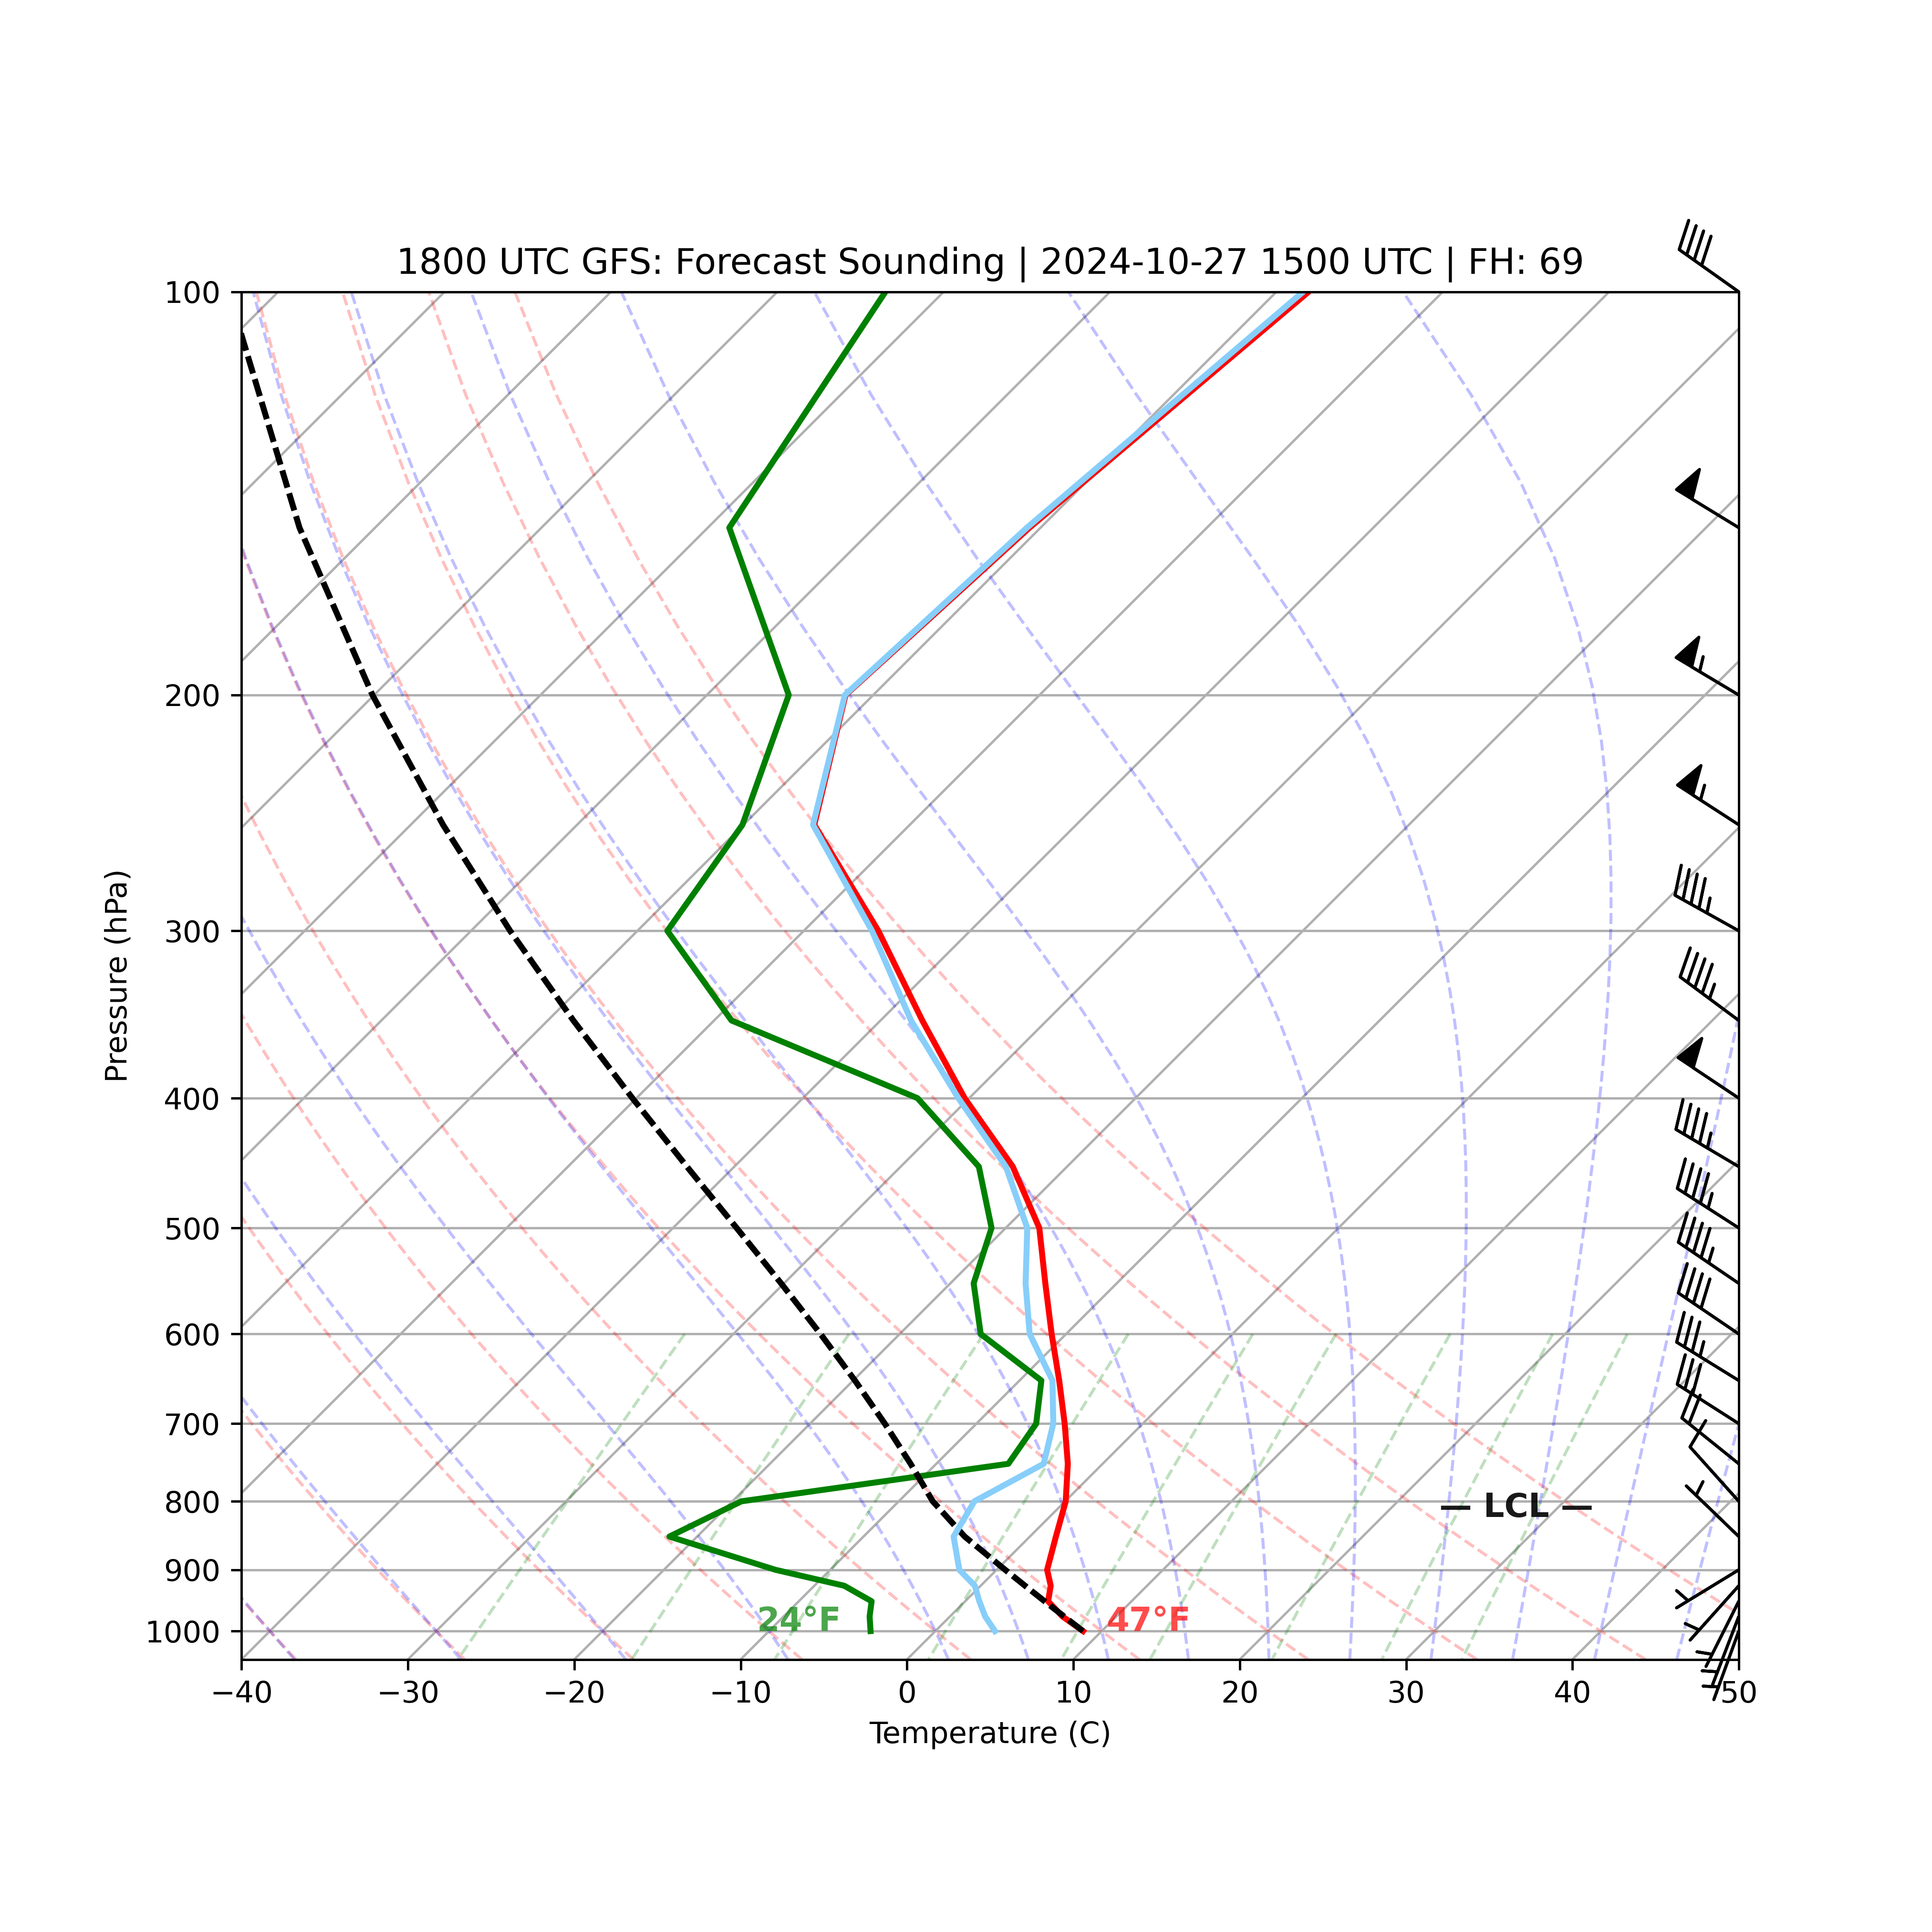 1800 UTC GFS: Forecast Sounding | 2024-10-27 1500 UTC | FH: 69
100
200
300
400
500
600
700
800
900
1000
Pressure (hPa)
— LCL —
24°F
47°F
−40 −30 −20 −10 0 10 20 30 40 50
Temperature (C)